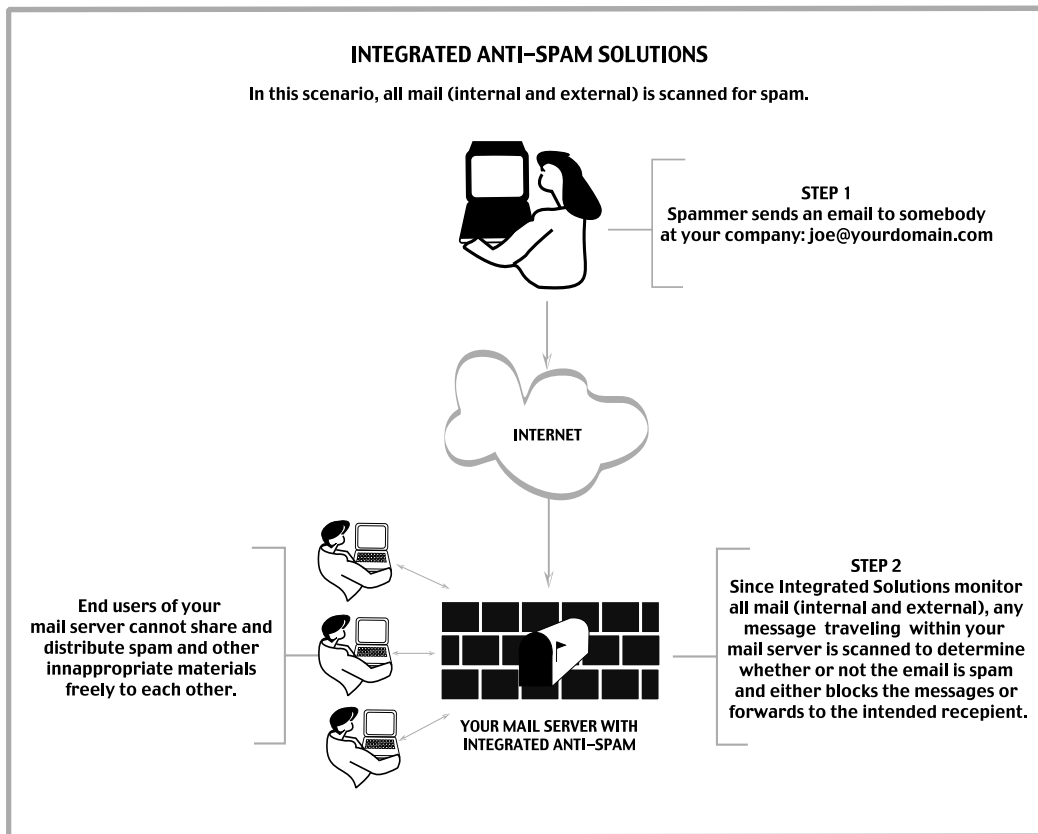 INTEGRATED ANTI-SPAM SOLUTIONS
In this scenario, all mail (internal and external) is scanned for spam.
STEP 1
Spammer sends an email to somebody
at your company: joe@yourdomain.com
INTERNET
End users of your
mail server cannot share and
distribute spam and other
innappropriate materials
freely to each other.
YOUR MAIL SERVER WITH
INTEGRATED ANTI-SPAM
STEP 2
Since Integrated Solutions monitor
all mail (internal and external), any
message traveling within your
mail server is scanned to determine
whether or not the email is spam
and either blocks the messages or
forwards to the intended recepient.